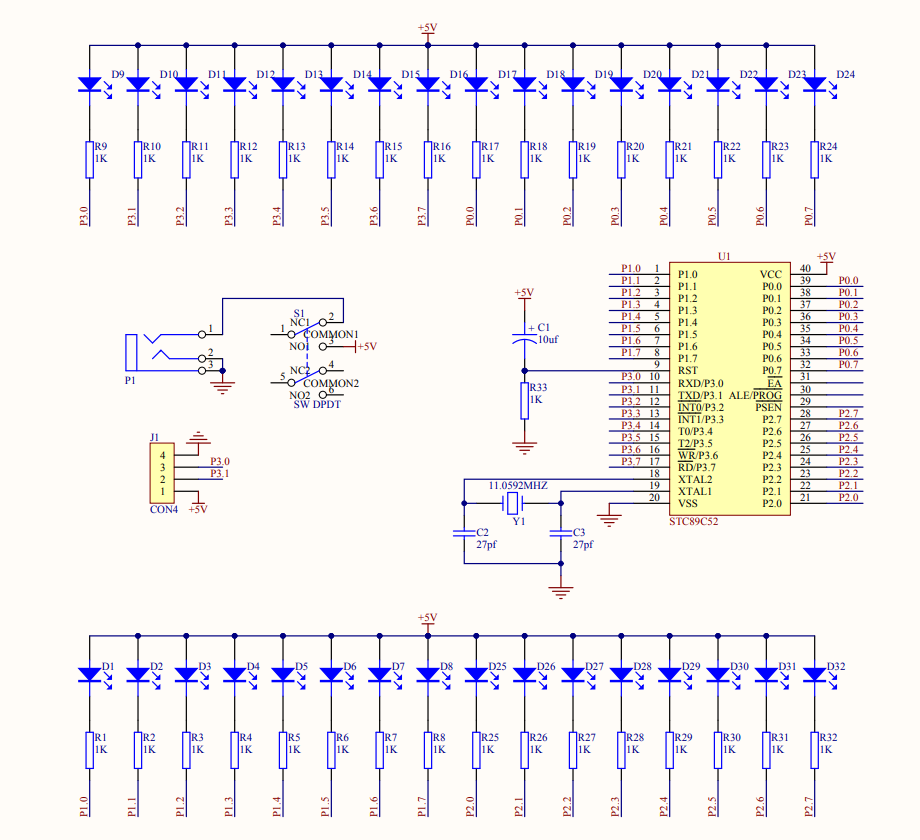 +5V
D9 D10 D11 D12 D13 D14 D15 D16 D17 D18 D19 D20 D21 D22 D23 D24
R9 R10 R11 R12 R13 R14 R15 R16 R17 R18 R19 R20 R21 R22 R23 R24
1K 1K 1K 1K 1K 1K 1K 1K 1K 1K 1K 1K 1K 1K 1K 1K
P3.0 P3.1 P3.2 P3.3 P3.4 P3.5 P3.6 P3.7 P0.0 P0.1 P0.2 P0.3 P0.4 P0.5 P0.6 P0.7
1
2
3
P1
S1
NC1 2
1 COMMON1
NO1 3 +5V
NC2 4
5 COMMON2
NO2 6
SW DPDT
J1
4
3 P3.0
2 P3.1
1
CON4 +5V
+5V
+ C1
10uf
R33
1K
11.0592MHZ
Y1
C2
27pf
C3
27pf
U1
+5V
P1.0 1 P1.0 VCC 40
P1.1 2 P1.1 P0.0 39 P0.0
P1.2 3 P1.2 P0.1 38 P0.1
P1.3 4 P1.3 P0.2 37 P0.2
P1.4 5 P1.4 P0.3 36 P0.3
P1.5 6 P1.5 P0.4 35 P0.4
P1.6 7 P1.6 P0.5 34 P0.5
P1.7 8 P1.7 P0.6 33 P0.6
9 RST P0.7 32 P0.7
P3.0 10 RXD/P3.0 EA 31
P3.1 11 TXD/P3.1 ALE/PROG 30
P3.2 12 INT0/P3.2 PSEN 29
P3.3 13 INT1/P3.3 P2.7 28 P2.7
P3.4 14 T0/P3.4 P2.6 27 P2.6
P3.5 15 T2/P3.5 P2.5 26 P2.5
P3.6 16 WR/P3.6 P2.4 25 P2.4
P3.7 17 RD/P3.7 P2.3 24 P2.3
18 XTAL2 P2.2 23 P2.2
19 XTAL1 P2.1 22 P2.1
20 VSS P2.0 21 P2.0
STC89C52
+5V
D1 D2 D3 D4 D5 D6 D7 D8 D25 D26 D27 D28 D29 D30 D31 D32
R1 R2 R3 R4 R5 R6 R7 R8 R25 R26 R27 R28 R29 R30 R31 R32
1K 1K 1K 1K 1K 1K 1K 1K 1K 1K 1K 1K 1K 1K 1K 1K
P1.0 P1.1 P1.2 P1.3 P1.4 P1.5 P1.6 P1.7 P2.0 P2.1 P2.2 P2.3 P2.4 P2.5 P2.6 P2.7